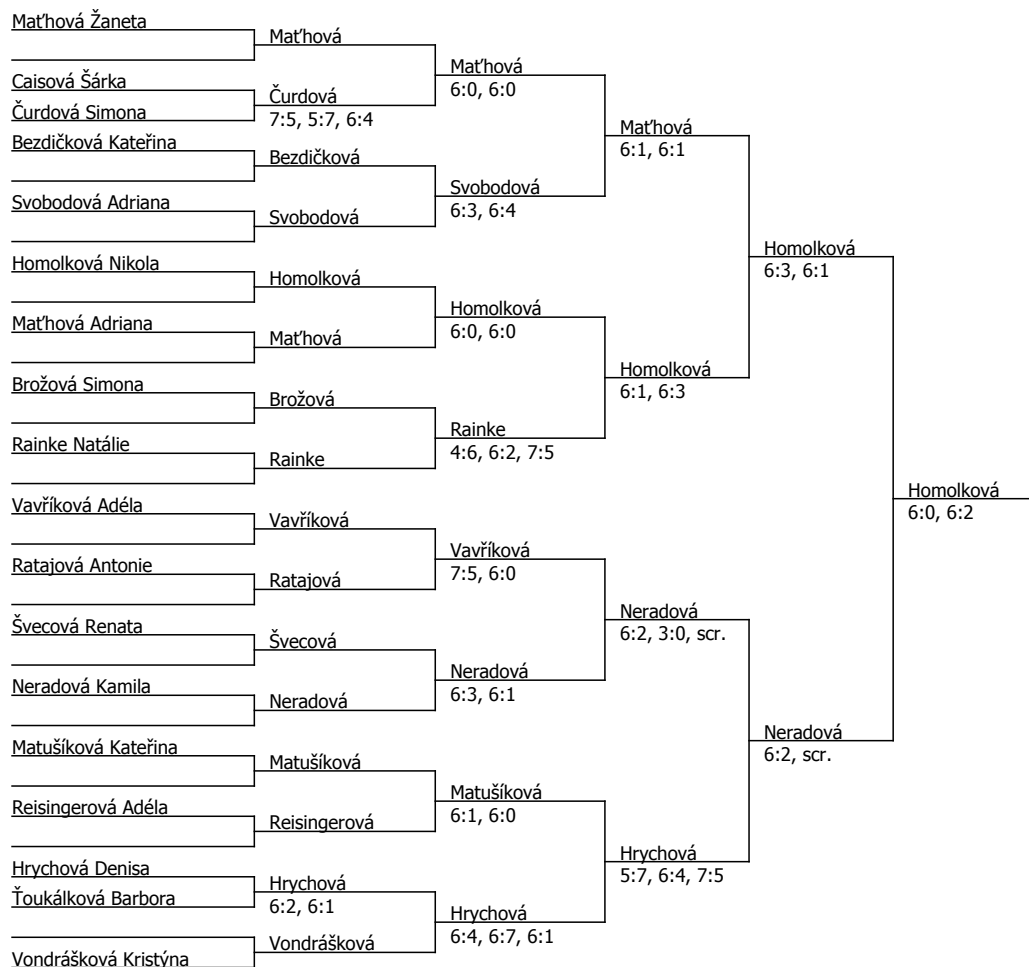 Maťhová Žaneta
Caisová Šárka
Čurdová Simona
Bezdičková Kateřina
Svobodová Adriana
Homolková Nikola
Maťhová Adriana
Brožová Simona
Rainke Natálie
Vavříková Adéla
Ratajová Antonie
Švecová Renata
Neradová Kamila
Matušíková Kateřina
Reisingerová Adéla
Hrychová Denisa
Ťoukálková Barbora
Vondrášková Kristýna
Maťhová
Čurdová
7:5, 5:7, 6:4
Bezdičková
Svobodová
Homolková
Maťhová
Brožová
Rainke
Vavříková
Ratajová
Švecová
Neradová
Matušíková
Reisingerová
Hrychová
6:2, 6:1
Vondrášková
Maťhová
6:0, 6:0
Svobodová
6:3, 6:4
Homolková
6:0, 6:0
Rainke
4:6, 6:2, 7:5
Vavříková
7:5, 6:0
Neradová
6:3, 6:1
Matušíková
6:1, 6:0
Hrychová
6:4, 6:7, 6:1
Maťhová
6:1, 6:1
Homolková
6:1, 6:3
Neradová
6:2, 3:0, scr.
Hrychová
5:7, 6:4, 7:5
Homolková
6:3, 6:1
Neradová
6:2, scr.
Homolková
6:0, 6:2